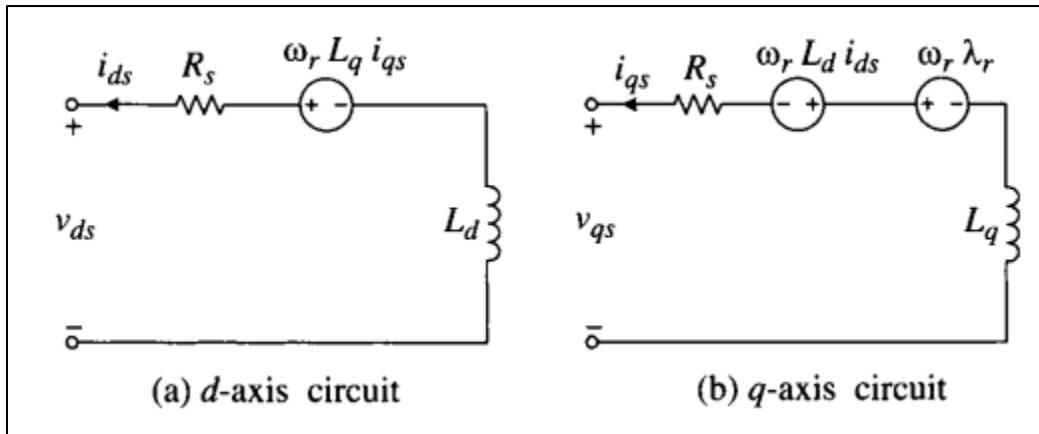 i_ds R_s ω_r L_q i_qs
+ -
+
v_ds
L_d
−
(a) d-axis circuit
i_qs R_s ω_r L_d i_ds ω_r λ_r
- + + -
+
v_qs
L_q
−
(b) q-axis circuit